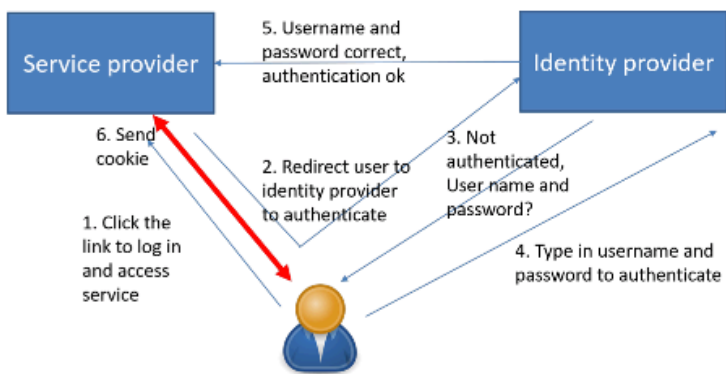 Service provider
5. Username and
password correct,
authentication ok
Identity provider
6. Send
cookie
2. Redirect user to
identity provider
to authenticate
3. Not
authenticated,
User name and
password?
1. Click the
link to log in
and access
service
4. Type in username and
password to authenticate